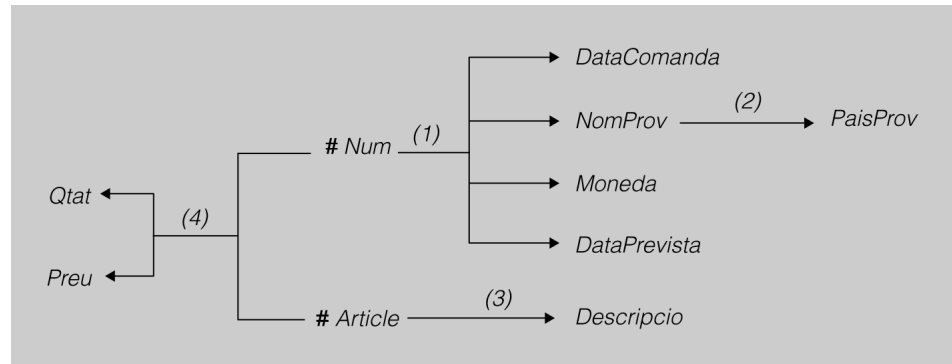 DataComanda
(2)
# Num
(1)
NomProv
PaisProv
Qtat
(4)
Moneda
Preu
DataPrevista
# Article
(3)
Descripcio